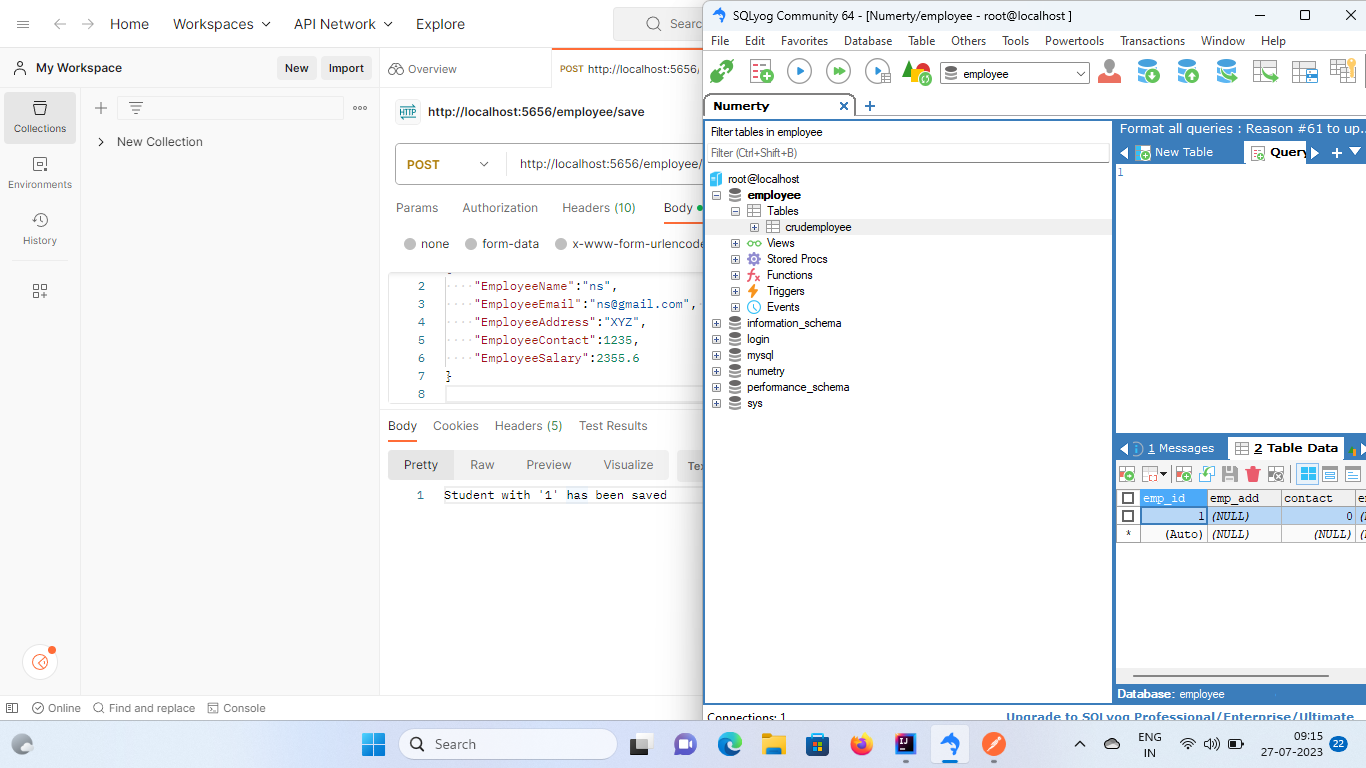 Home
Workspaces
API Network
Explore
Searc
My Workspace
New
Import
Overview
POST http://localhost:5656/
Collections
Environments
History
New Collection
HTTP
http://localhost:5656/employee/save
POST
http://localhost:5656/employee/
Params
Authorization
Headers (10)
Body
none
form-data
x-www-form-urlencode
2 "EmployeeName":"ns",
3 "EmployeeEmail":"ns@gmail.com",
4 "EmployeeAddress":"XYZ",
5 "EmployeeContact":1235,
6 "EmployeeSalary":2355.6
7 }
8
Body
Cookies
Headers (5)
Test Results
Pretty
Raw
Preview
Visualize
Tex
1 Student with '1' has been saved
Online
Find and replace
Console
SQLyog Community 64 - [Numerty/employee - root@localhost ]
File
Edit
Favorites
Database
Table
Others
Tools
Powertools
Transactions
Window
Help
employee
Numerty
Filter tables in employee
Filter (Ctrl+Shift+B)
root@localhost
employee
Tables
crudemployee
Views
Stored Procs
Functions
Triggers
Events
information_schema
login
mysql
numetry
performance_schema
sys
Format all queries : Reason #61 to up...
New Table
Query
1
1 Messages
2 Table Data
emp_id emp_add contact
1 (NULL) 0
* (Auto) (NULL) (NULL)
Database: employee
Connections: 1
Upgrade to SQLyog Professional/Enterprise/Ultimate
Search
ENG
IN
09:15
27-07-2023
22